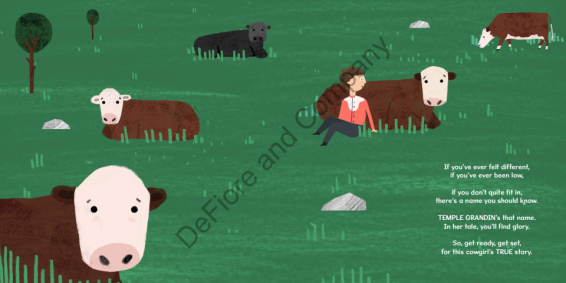 If you've ever felt different,
if you've ever been low,
if you don't quite fit in,
there's a name you should know.
TEMPLE GRANDIN's that name.
In her tale, you'll find glory.
So, get ready, get set,
for this cowgirl's TRUE story.
DeFiore and Company